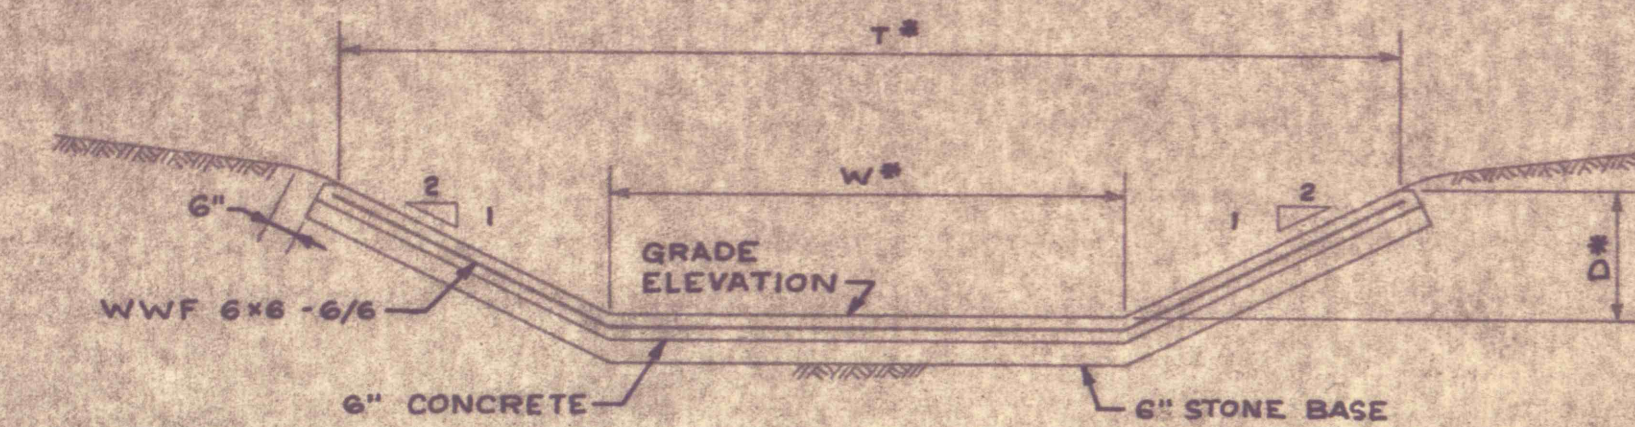 T*
W*
2
1
2
1
6"
GRADE
ELEVATION
D*
WWF 6x6 -6/6
6" CONCRETE
6" STONE BASE